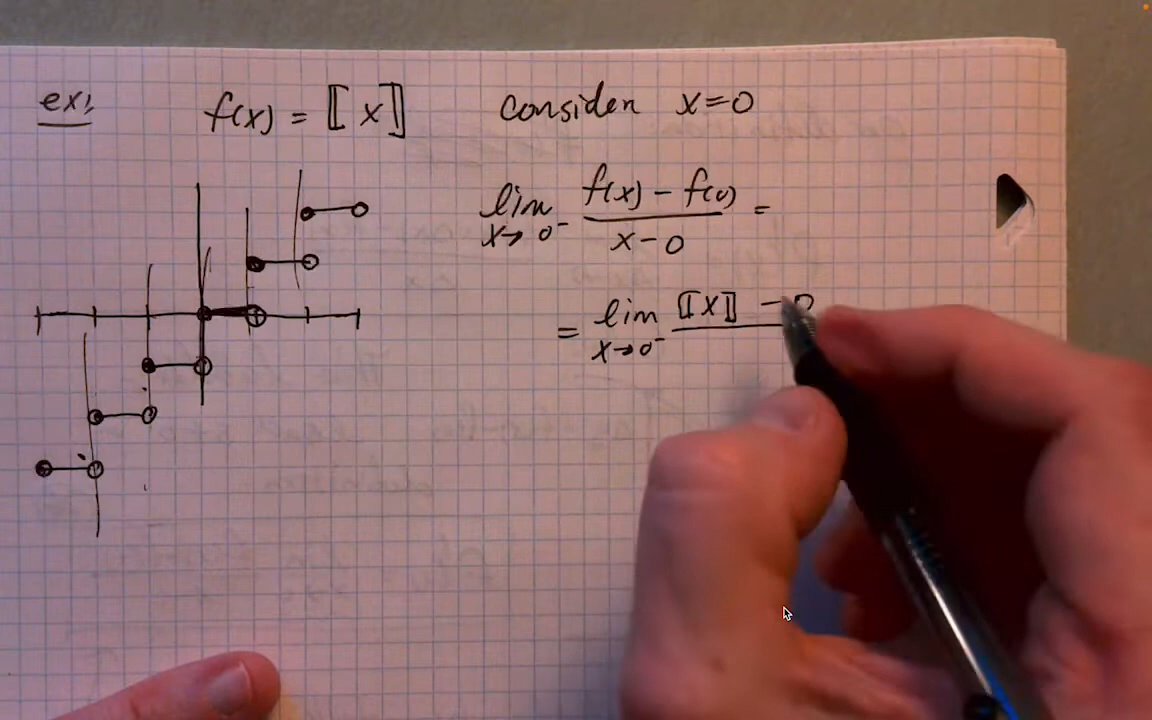 ex:
f(x) = ⟦x⟧ consider x=0
lim x→0⁻ f(x) − f(0) / x − 0 =
= lim x→0⁻ ⟦x⟧ − 0